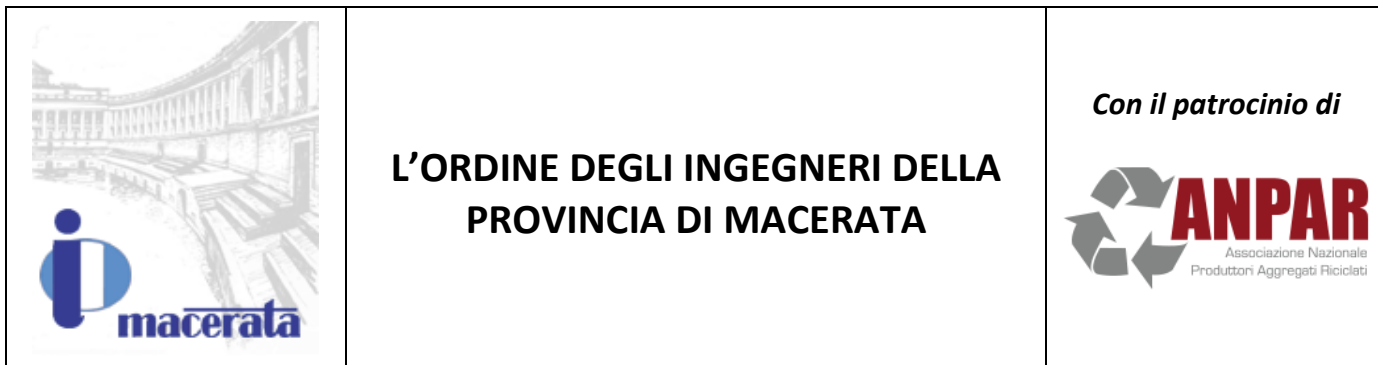 macerata
L’ORDINE DEGLI INGEGNERI DELLA
PROVINCIA DI MACERATA
Con il patrocinio di
ANPAR
Associazione Nazionale
Produttori Aggregati Riciclati